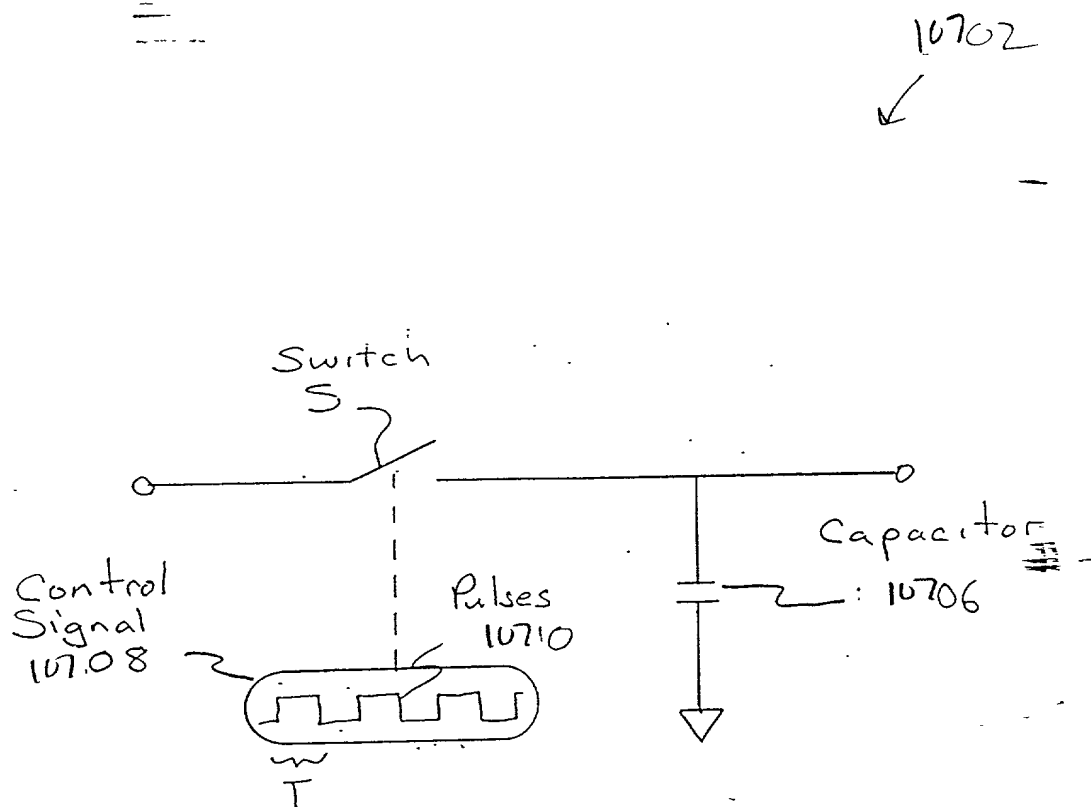 10702
Switch
S
Capacitor
10706
Control
Signal
10708
Pulses
10710
T